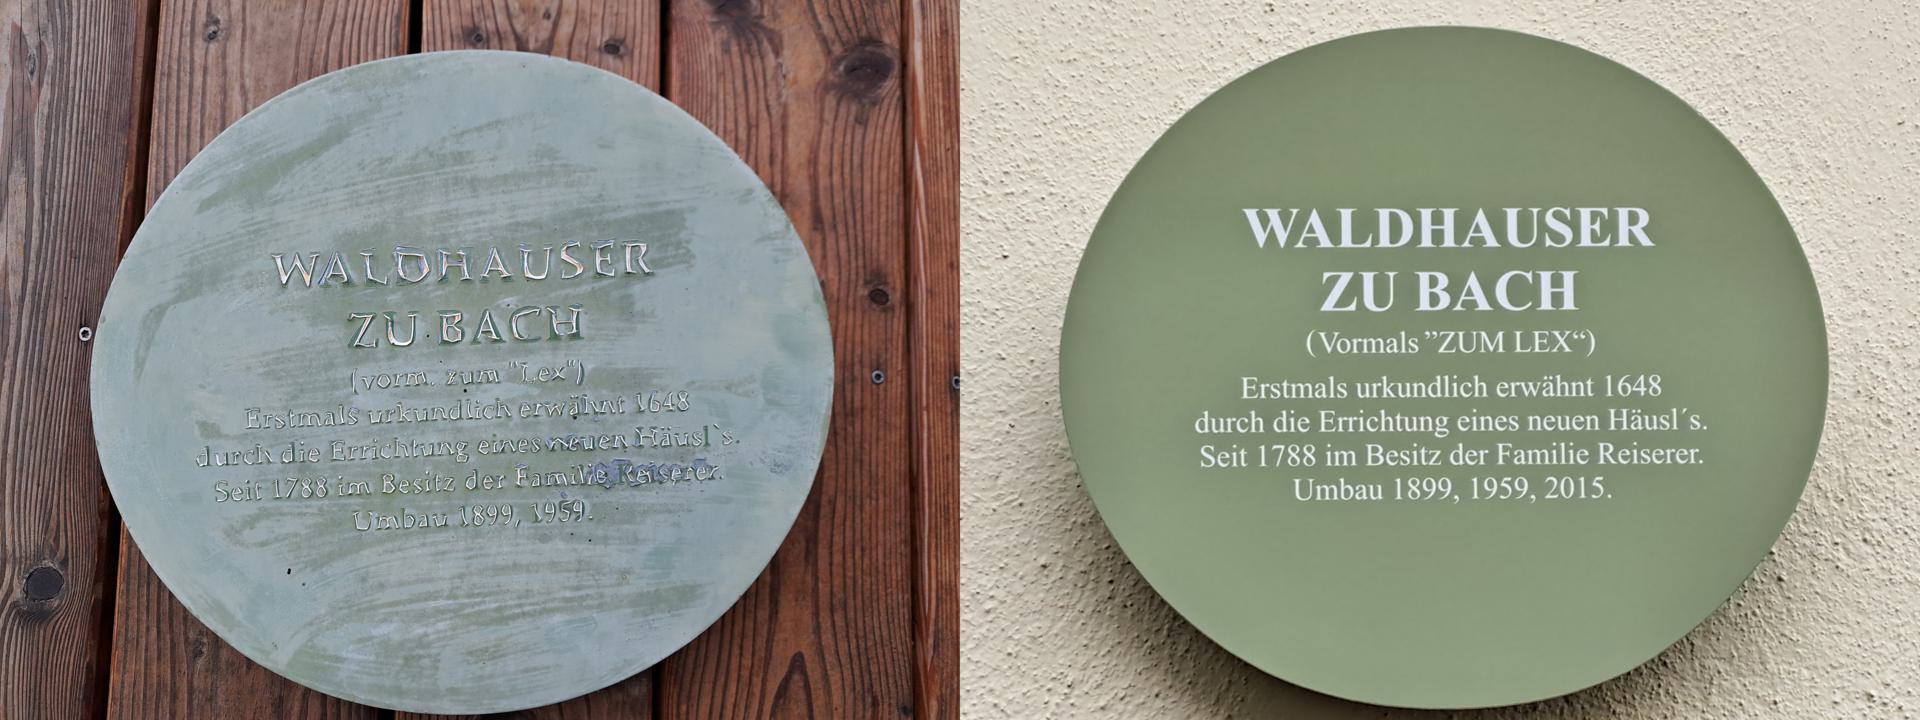 WALDHAUSER
ZU BACH
(vorm. zum "Lex")
Erstmals urkundlich erwähnt 1648
durch die Errichtung eines neuen Häusl`s.
Seit 1788 im Besitz der Familie Reiserer.
Umbau 1899, 1959.
WALDHAUSER
ZU BACH
(Vormals ”ZUM LEX“)
Erstmals urkundlich erwähnt 1648
durch die Errichtung eines neuen Häusl´s.
Seit 1788 im Besitz der Familie Reiserer.
Umbau 1899, 1959, 2015.